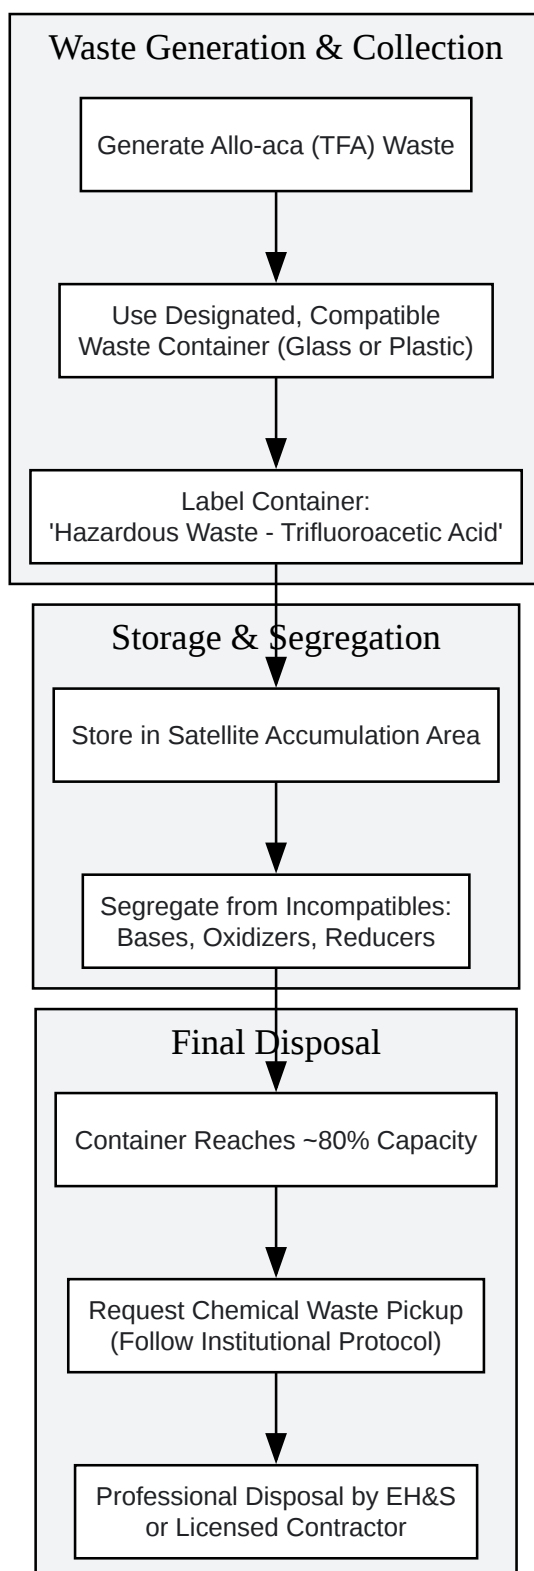 Waste Generation & Collection
Generate Allo-aca (TFA) Waste
Use Designated, Compatible
Waste Container (Glass or Plastic)
Label Container:
'Hazardous Waste - Trifluoroacetic Acid'
Storage & Segregation
Store in Satellite Accumulation Area
Segregate from Incompatibles:
Bases, Oxidizers, Reducers
Final Disposal
Container Reaches ~80% Capacity
Request Chemical Waste Pickup
(Follow Institutional Protocol)
Professional Disposal by EH&S
or Licensed Contractor